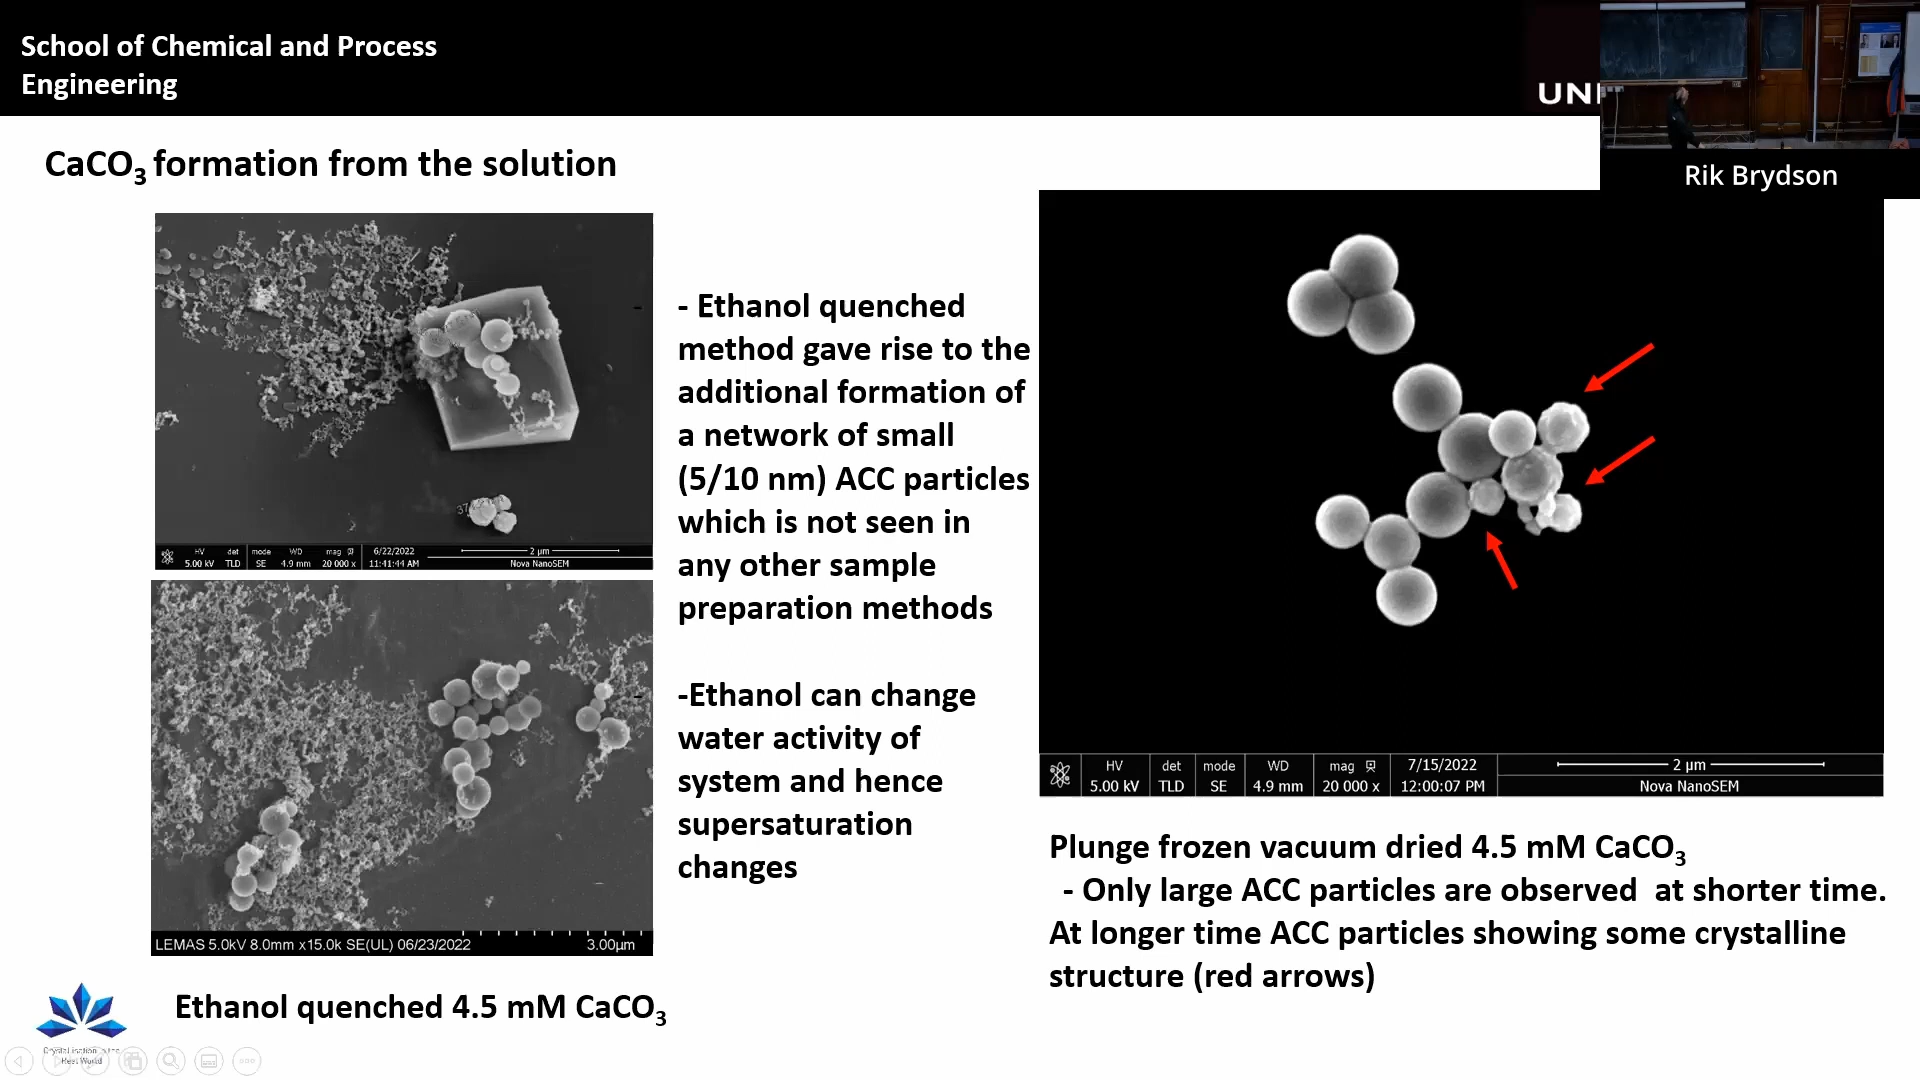 School of Chemical and Process
Engineering
UNI
Rik Brydson
CaCO3 formation from the solution
- Ethanol quenched
method gave rise to the
additional formation of
a network of small
(5/10 nm) ACC particles
which is not seen in
any other sample
preparation methods
-Ethanol can change
water activity of
system and hence
supersaturation
changes
HV det mode WD mag 6/22/2022 2 µm
5.00 kV TLD SE 4.9 mm 20 000 x 11:41:44 AM Nova NanoSEM
LEMAS 5.0kV 8.0mm x15.0k SE(UL) 06/23/2022 3.00µm
Ethanol quenched 4.5 mM CaCO3
HV det mode WD mag 7/15/2022 2 µm
5.00 kV TLD SE 4.9 mm 20 000 x 12:00:07 PM Nova NanoSEM
Plunge frozen vacuum dried 4.5 mM CaCO3
- Only large ACC particles are observed at shorter time.
At longer time ACC particles showing some crystalline
structure (red arrows)
Real World